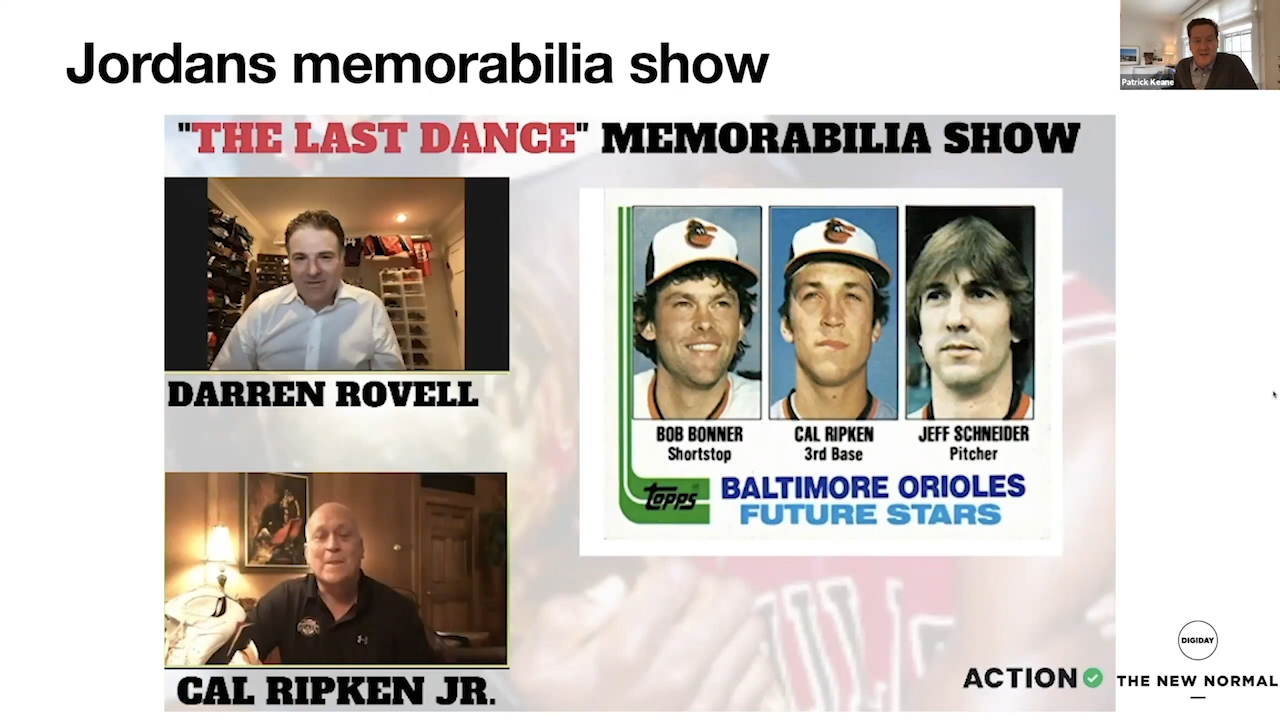 Jordans memorabilia show
Patrick Keane
"THE LAST DANCE" MEMORABILIA SHOW
DARREN ROVELL
CAL RIPKEN JR.
BOB BONNER
Shortstop
CAL RIPKEN
3rd Base
JEFF SCHNEIDER
Pitcher
Topps
BALTIMORE ORIOLES
FUTURE STARS
ACTION
DIGIDAY
THE NEW NORMAL